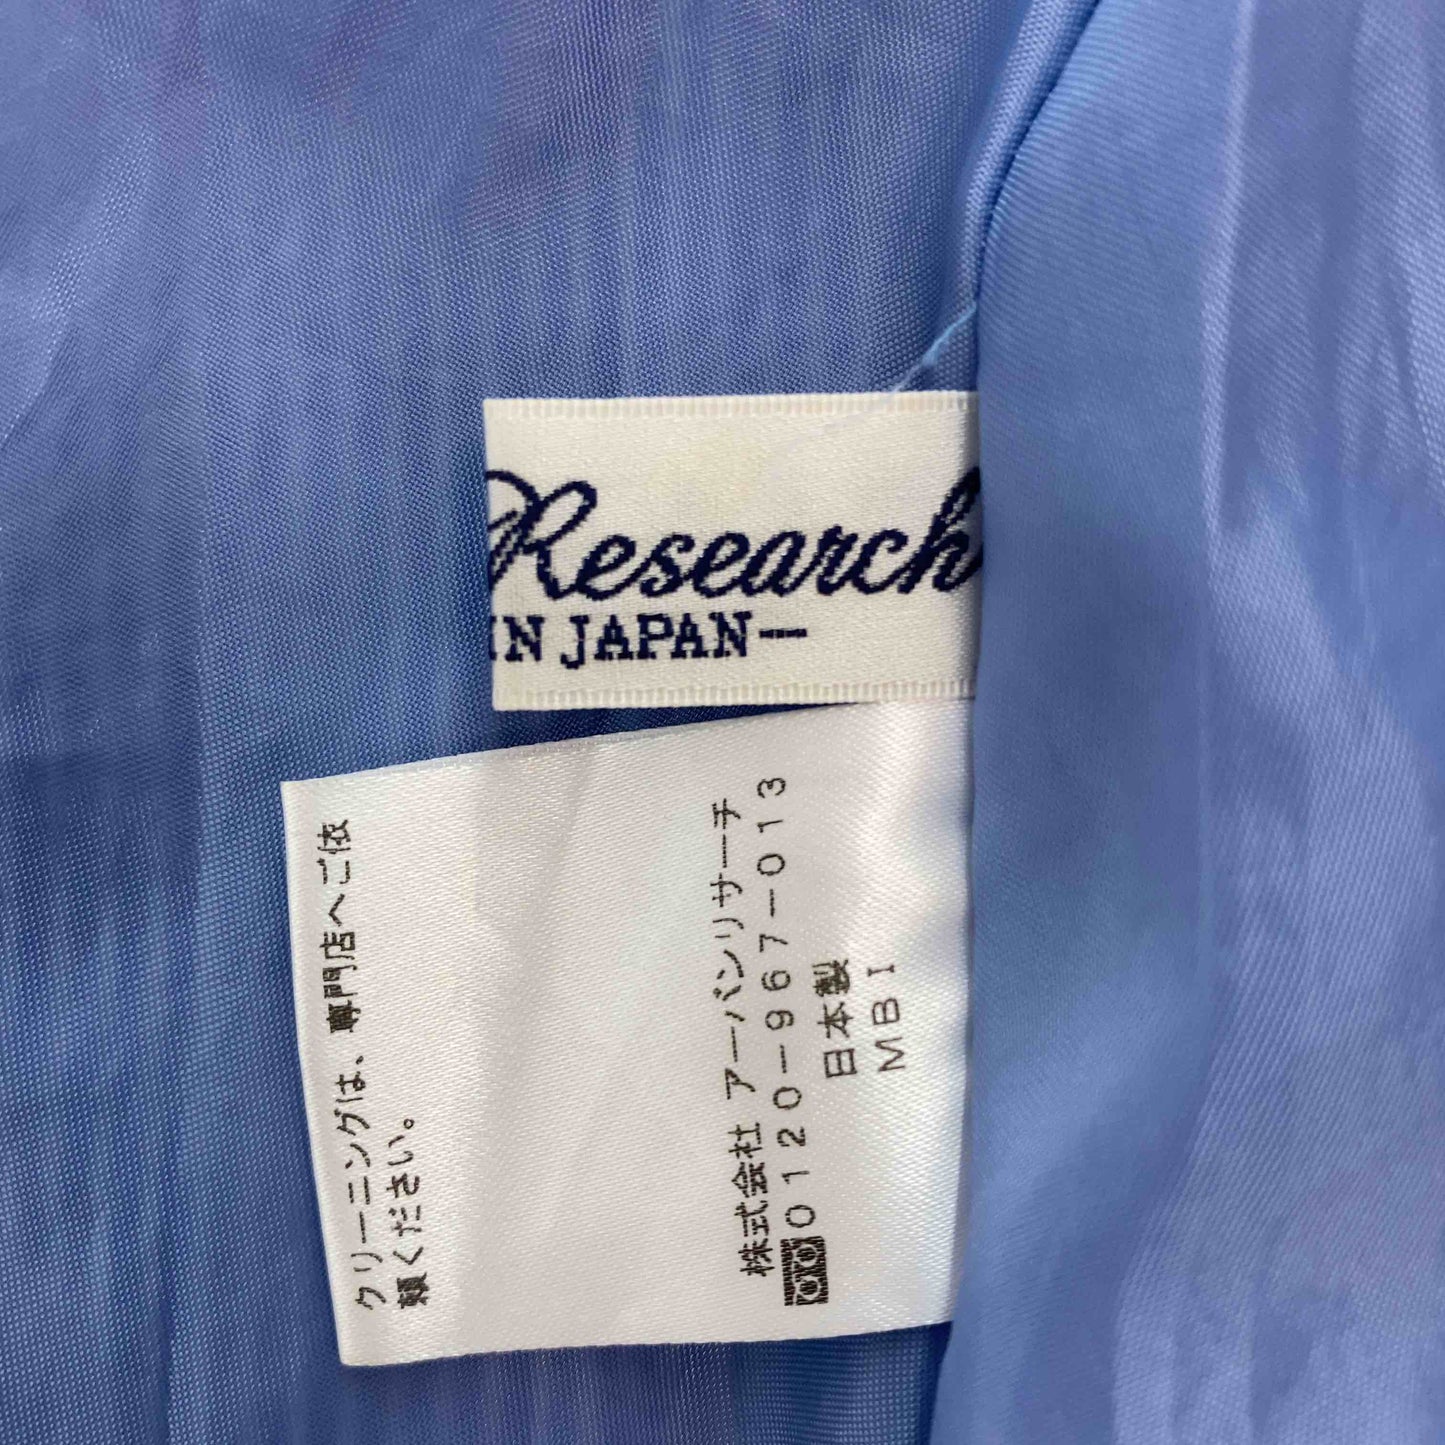 Research
IN JAPAN—
クリーニングは、専門店へご依
頼ください。
株式会社 アーバンリサーチ
0120-967-013
日本製
MBI